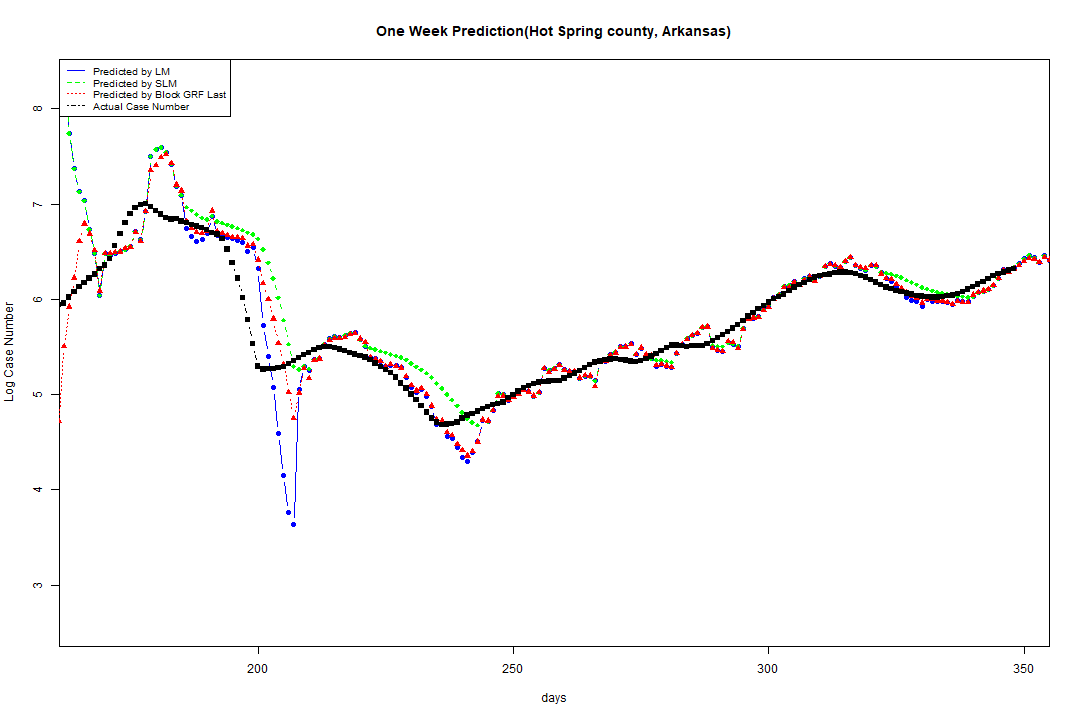 One Week Prediction(Hot Spring county, Arkansas)
Predicted by LM
Predicted by SLM
Predicted by Block GRF Last
Actual Case Number
8
7
6
5
4
3
Log Case Number
200 250 300 350
days